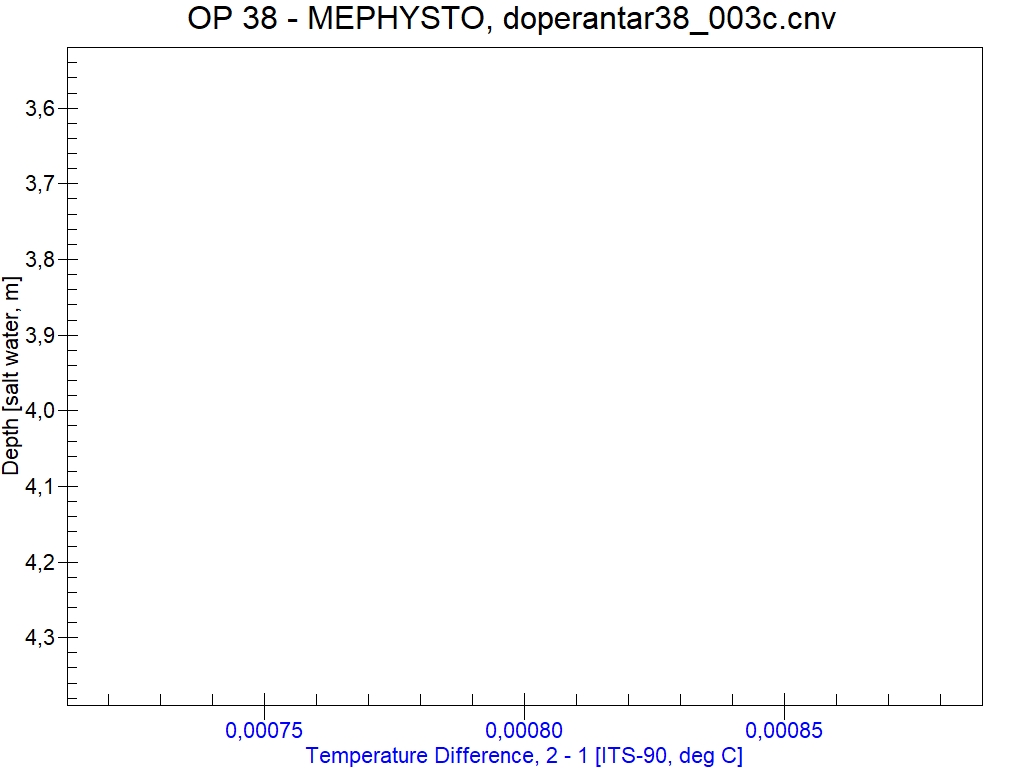 OP 38 - MEPHYSTO, doperantar38_003c.cnv
Depth [salt water, m]
3,6
3,7
3,8
3,9
4,0
4,1
4,2
4,3
0,00075 0,00080 0,00085
Temperature Difference, 2 - 1 [ITS-90, deg C]